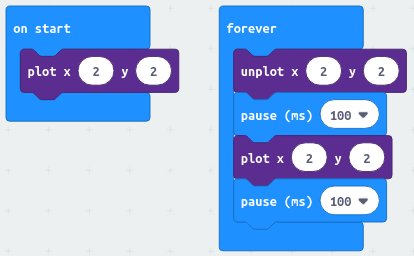 on start
plot x 2 y 2
forever
unplot x 2 y 2
pause (ms) 100
plot x 2 y 2
pause (ms) 100